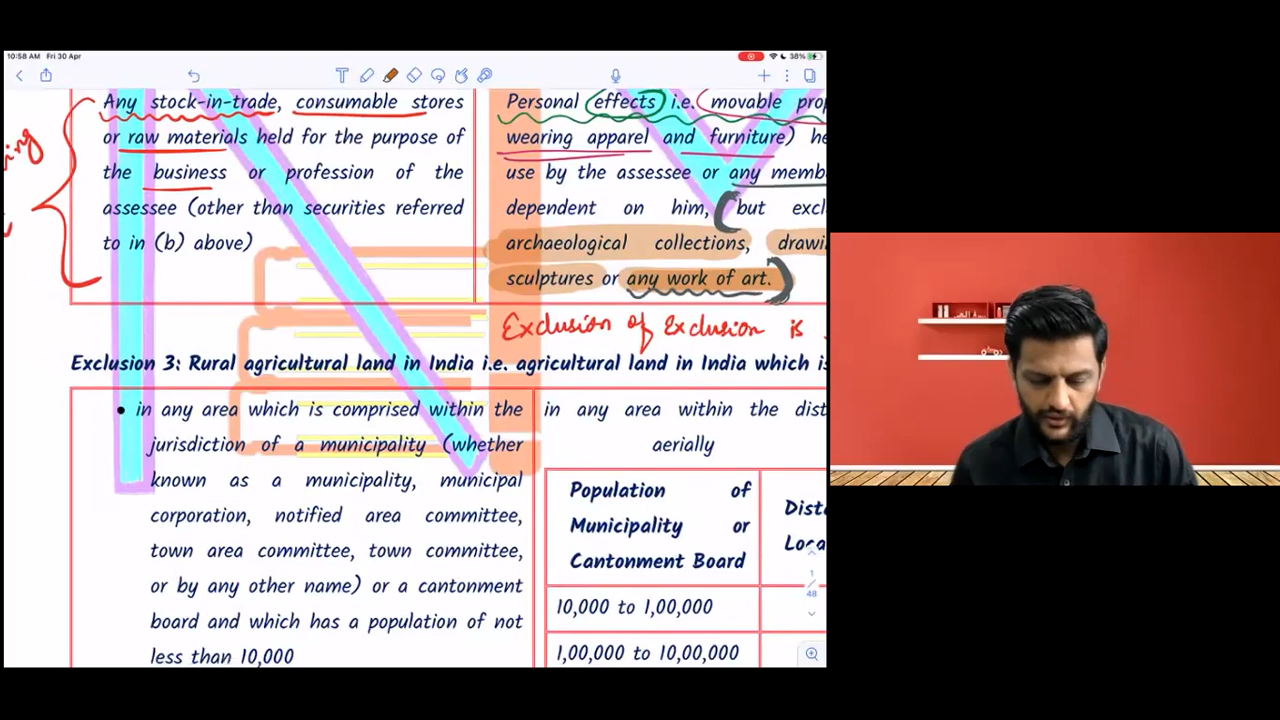 10:58 AM Fri 30 Apr
38%
Any stock-in-trade, consumable stores
or raw materials held for the purpose of
the business or profession of the
assessee (other than securities referred
to in (b) above)
Personal effects i.e. movable
wearing apparel and furniture)
use by the assessee or any
dependent on him, (but
archaeological collections,
sculptures or any work of art.)
Exclusion of Exclusion is
Exclusion 3: Rural agricultural land in India i.e. agricultural land in India which is
• in any area which is comprised within the
jurisdiction of a municipality (whether
known as a municipality, municipal
corporation, notified area committee,
town area committee, town committee,
or by any other name) or a cantonment
board and which has a population of not
less than 10,000
in any area within the
aerially
Population of
Municipality or
Cantonment Board
10,000 to 1,00,000
1,00,000 to 10,00,000
1
/
48